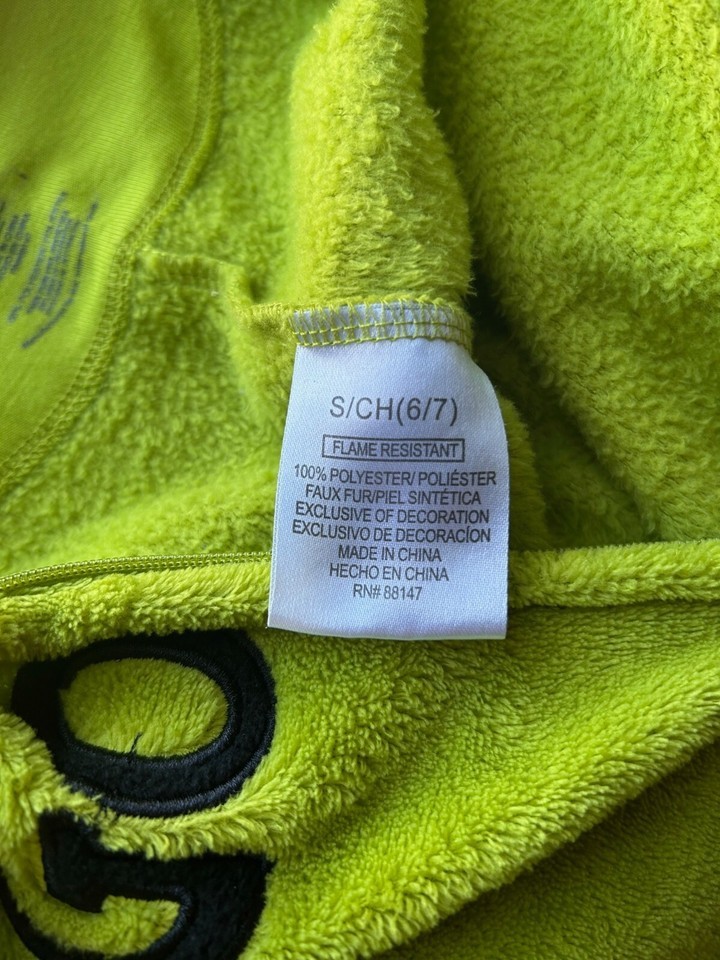 S/CH(6/7)
FLAME RESISTANT
100% POLYESTER/ POLIÉSTER
FAUX FUR/PIEL SINTÉTICA
EXCLUSIVE OF DECORATION
EXCLUSIVO DE DECORACÍON
MADE IN CHINA
HECHO EN CHINA
RN# 88147